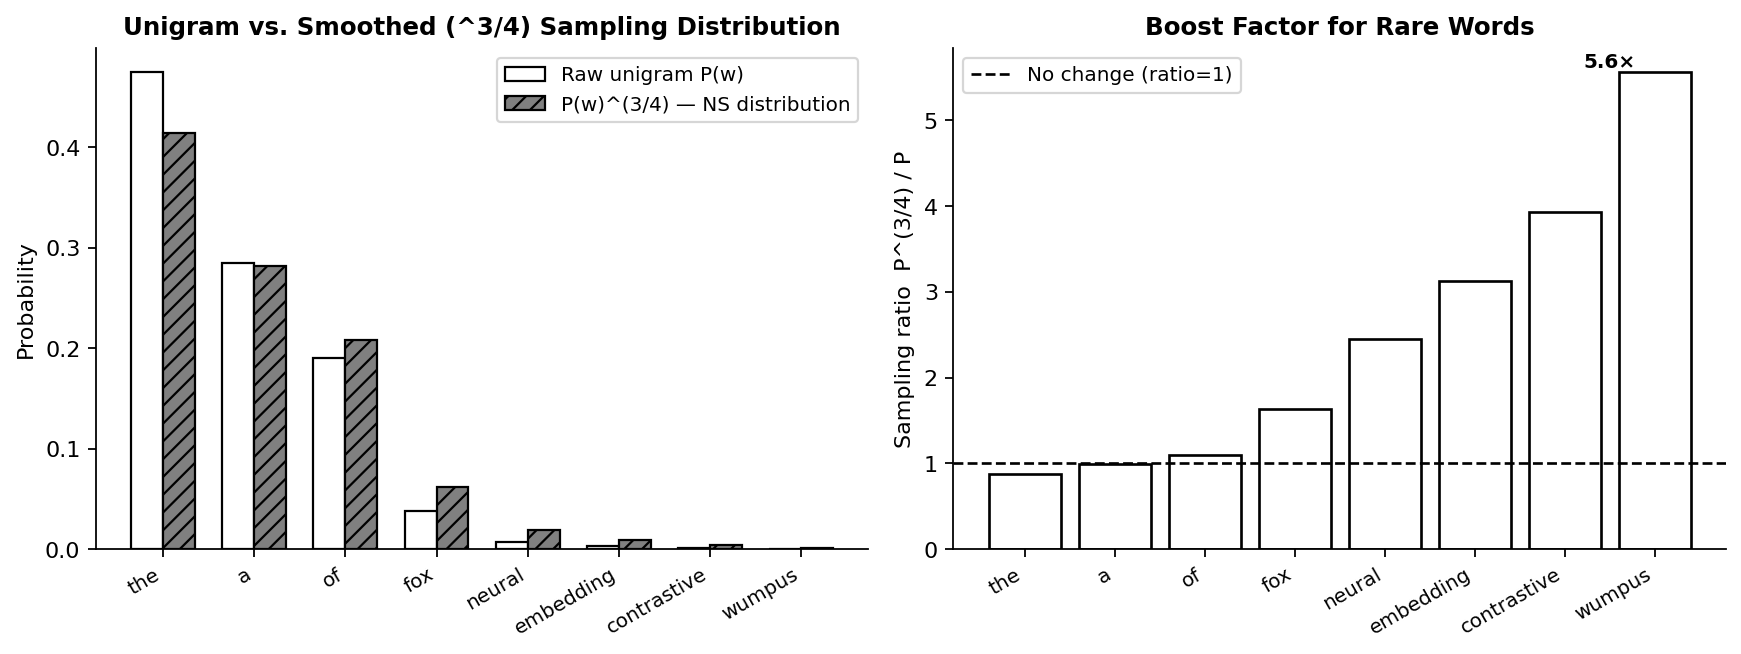 Unigram vs. Smoothed (^3/4) Sampling Distribution
Raw unigram P(w)
P(w)^(3/4) — NS distribution
Probability
0.4
0.3
0.2
0.1
0.0
the
a
of
fox
neural
embedding
contrastive
wumpus
Boost Factor for Rare Words
No change (ratio=1)
5.6×
Sampling ratio P^(3/4) / P
5
4
3
2
1
0
the
a
of
fox
neural
embedding
contrastive
wumpus